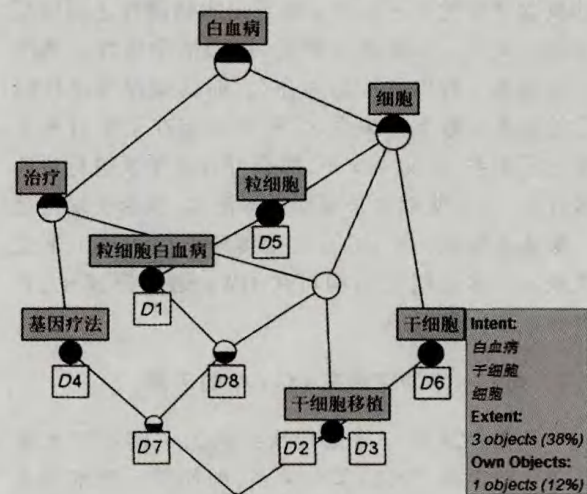 白血病
细胞
治疗
粒细胞
D5
粒细胞白血病
D1
基因疗法
D4
D8
干细胞
D6
干细胞移植
D2
D3
D7
Intent:
白血病
干细胞
细胞
Extent:
3 objects (38%)
Own Objects:
1 objects (12%)